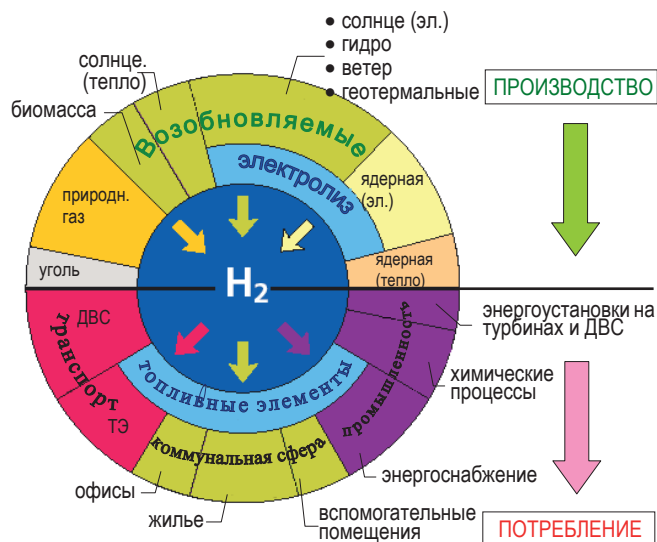 • солнце (эл.)
• гидро
• ветер
• геотермальные
солнце.
(тепло)
биомасса
ПРОИЗВОДСТВО
Возобновляемые
электролиз
ядерная
(эл.)
природн.
газ
уголь
ядерная
(тепло)
H₂
энергоустановки на
турбинах и ДВС
ДВС
транспорт
ТЭ
топливные элементы
промышленность
химические
процессы
коммунальная сфера
энергоснабжение
офисы
жилье
вспомогательные
помещения
ПОТРЕБЛЕНИЕ